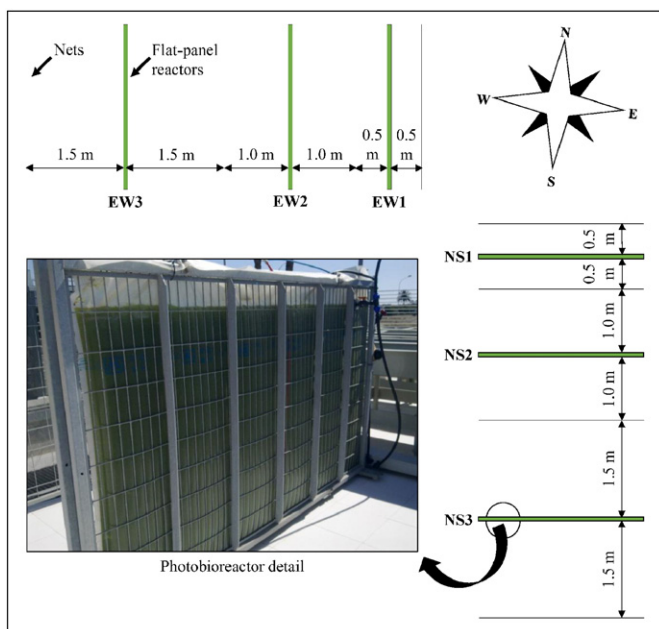 Nets
Flat-panel
reactors
N
W
E
S
0.5
m
0.5
m
1.5 m
1.5 m
1.0 m
1.0 m
EW3
EW2
EW1
0.5
m
NS1
0.5
m
1.0 m
NS2
1.0 m
1.5 m
NS3
1.5 m
Photobioreactor detail